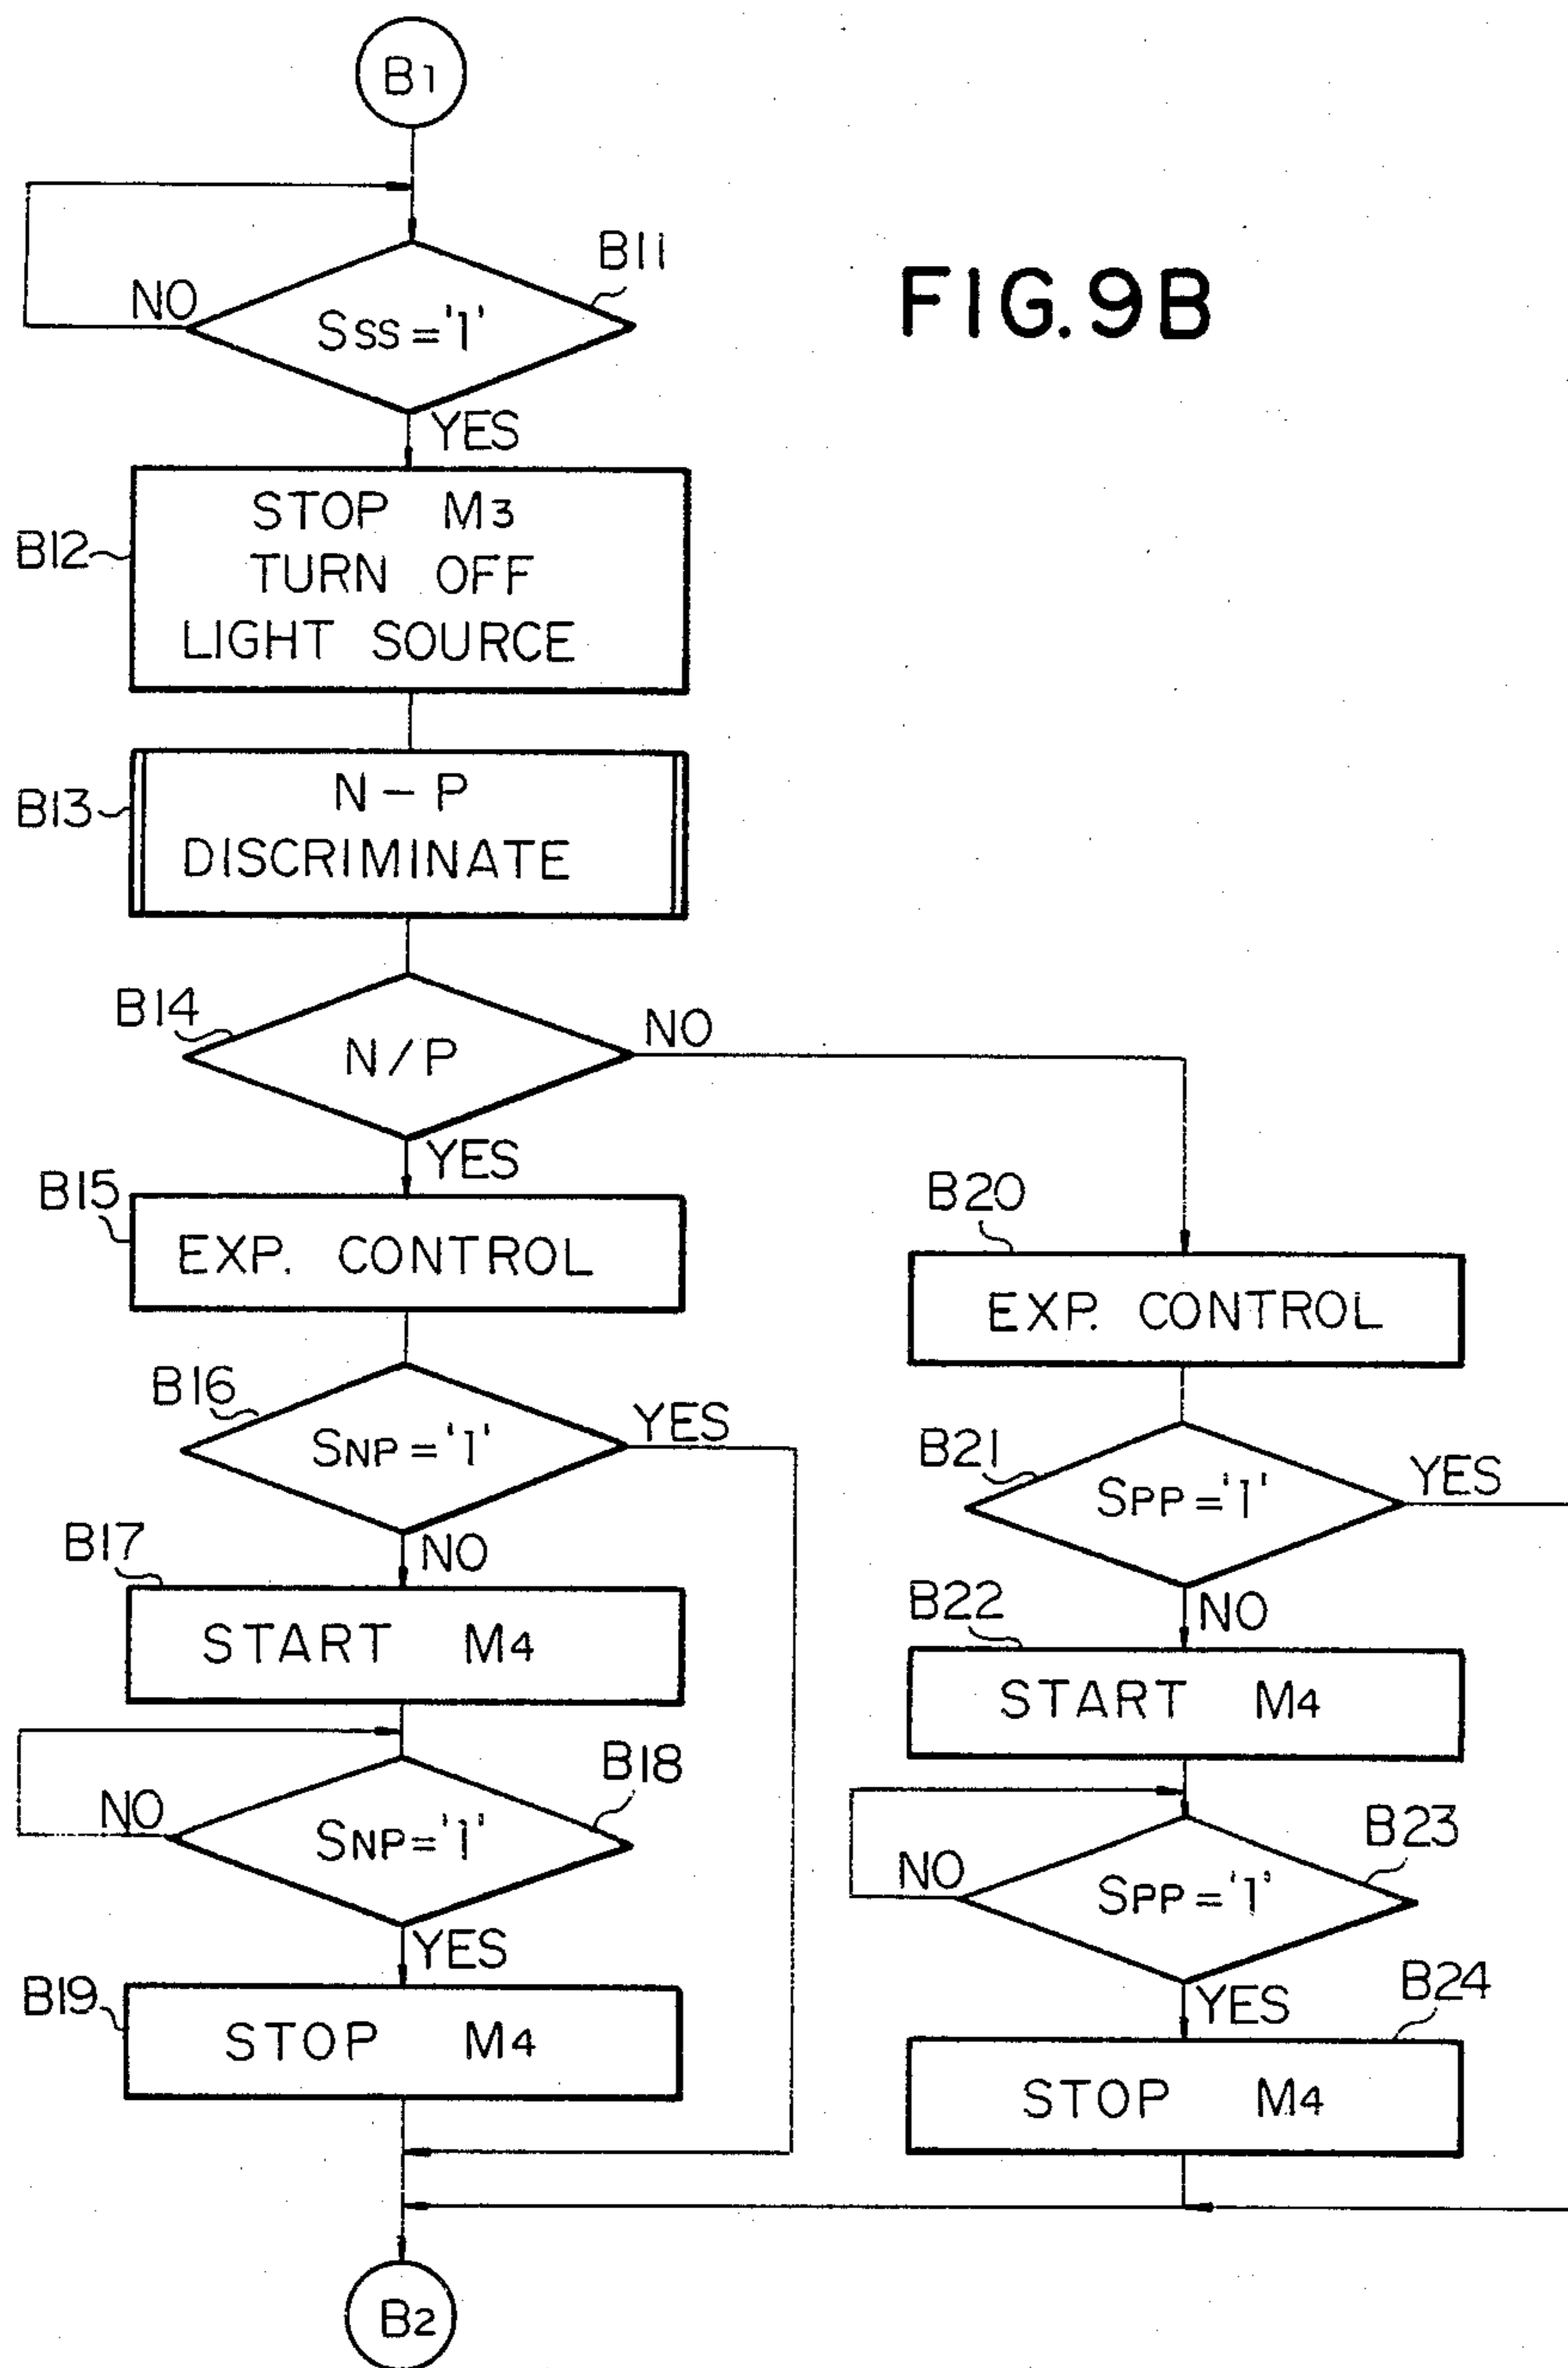 B1
FIG.9B
B11
NO
SSS='1'
YES
B12
STOP M3
TURN OFF
LIGHT SOURCE
B13
N-P
DISCRIMINATE
B14
N/P
NO
YES
B15
EXP. CONTROL
B20
EXP. CONTROL
B16
SNP='1'
YES
B21
SPP='1'
YES
B17
NO
START M4
B22
NO
START M4
B18
NO
SNP='1'
B23
NO
SPP='1'
YES
B19
STOP M4
YES
B24
STOP M4
B2